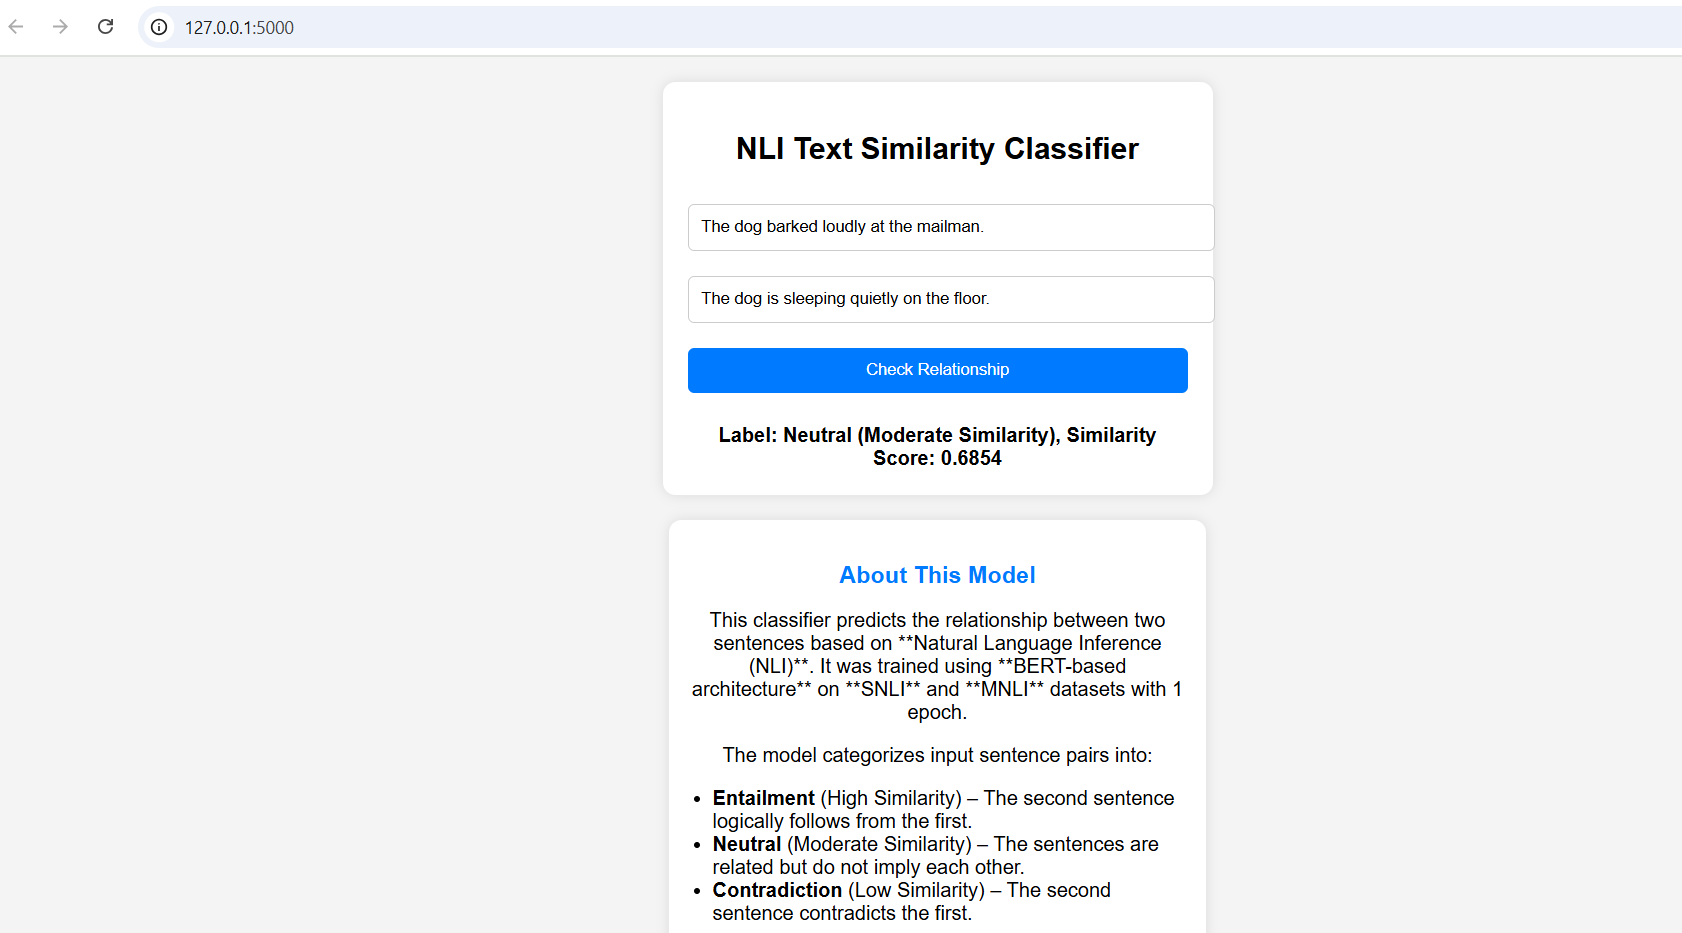 127.0.0.1:5000
NLI Text Similarity Classifier
The dog barked loudly at the mailman.
The dog is sleeping quietly on the floor.
Check Relationship
Label: Neutral (Moderate Similarity), Similarity
Score: 0.6854
About This Model
This classifier predicts the relationship between two
sentences based on **Natural Language Inference
(NLI)**. It was trained using **BERT-based
architecture** on **SNLI** and **MNLI** datasets with 1
epoch.
The model categorizes input sentence pairs into:
• Entailment (High Similarity) – The second sentence
logically follows from the first.
• Neutral (Moderate Similarity) – The sentences are
related but do not imply each other.
• Contradiction (Low Similarity) – The second
sentence contradicts the first.